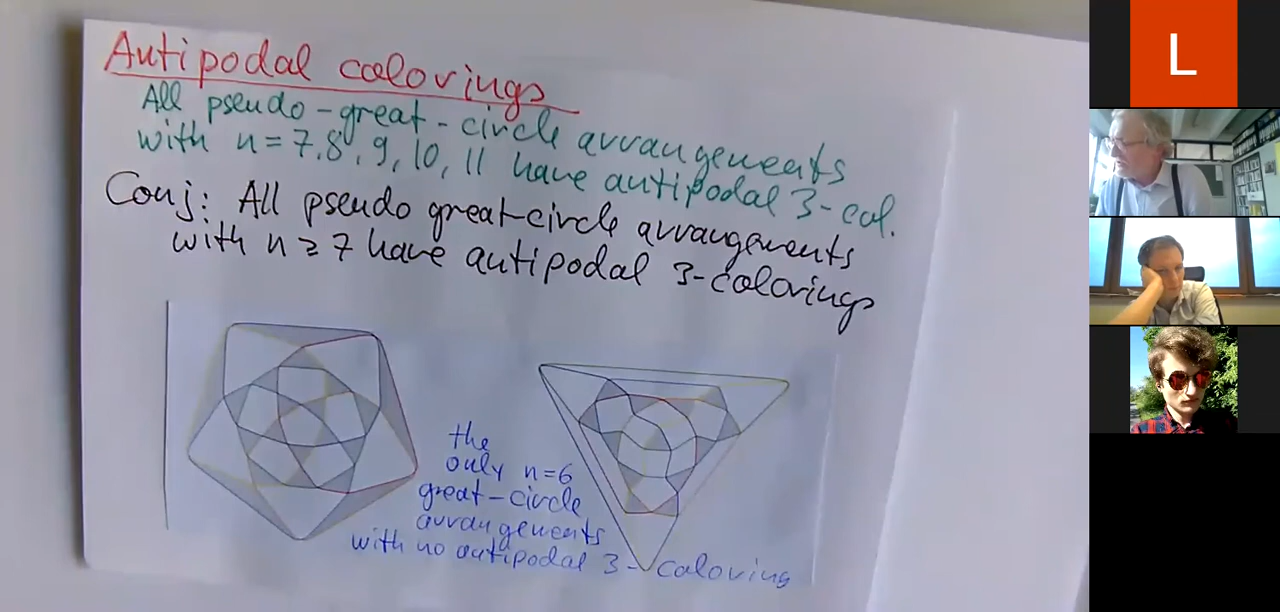 Antipodal colorings
All pseudo-great-circle arrangements
with n=7,8,9,10,11 have antipodal 3-col.
Conj: All pseudo great-circle arrangements
with n≥7 have antipodal 3-colorings
the
only n=6
great-circle
arrangements
with no antipodal 3-coloring
L